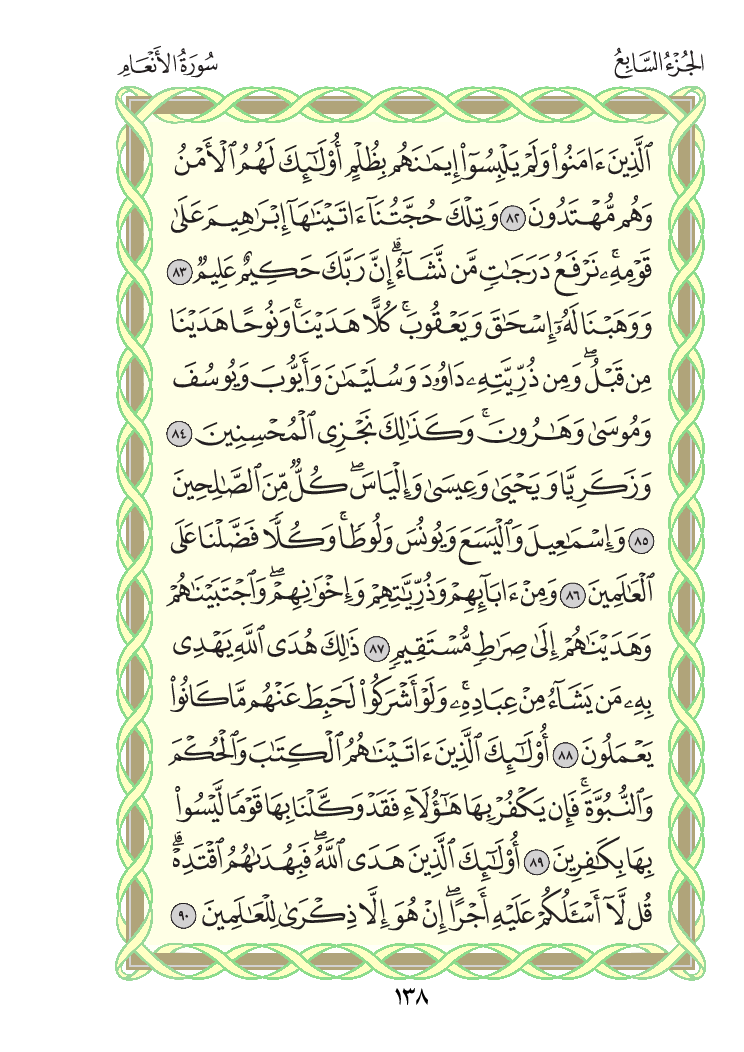 الجُزْءُ السَّابِعُ
سُورَةُ الأَنْعَامِ
ٱلَّذِينَ ءَامَنُوا۟ وَلَمْ يَلْبِسُوٓا۟ إِيمَٰنَهُم بِظُلْمٍ أُو۟لَٰٓئِكَ لَهُمُ ٱلْأَمْنُ
وَهُم مُّهْتَدُونَ ٨٢ وَتِلْكَ حُجَّتُنَآ ءَاتَيْنَٰهَآ إِبْرَٰهِيمَ عَلَىٰ
قَوْمِهِۦۚ نَرْفَعُ دَرَجَٰتٍ مَّن نَّشَآءُۗ إِنَّ رَبَّكَ حَكِيمٌ عَلِيمٌ ٨٣
وَوَهَبْنَا لَهُۥٓ إِسْحَٰقَ وَيَعْقُوبَۚ كُلًّا هَدَيْنَاۚ وَنُوحًا هَدَيْنَا
مِن قَبْلُۖ وَمِن ذُرِّيَّتِهِۦ دَاوُۥدَ وَسُلَيْمَٰنَ وَأَيُّوبَ وَيُوسُفَ
وَمُوسَىٰ وَهَٰرُونَۚ وَكَذَٰلِكَ نَجْزِى ٱلْمُحْسِنِينَ ٨٤
وَزَكَرِيَّا وَيَحْيَىٰ وَعِيسَىٰ وَإِلْيَاسَۖ كُلٌّ مِّنَ ٱلصَّٰلِحِينَ
٨٥ وَإِسْمَٰعِيلَ وَٱلْيَسَعَ وَيُونُسَ وَلُوطًاۚ وَكُلًّا فَضَّلْنَا عَلَى
ٱلْعَٰلَمِينَ ٨٦ وَمِنْ ءَابَآئِهِمْ وَذُرِّيَّٰتِهِمْ وَإِخْوَٰنِهِمْۖ وَٱجْتَبَيْنَٰهُمْ
وَهَدَيْنَٰهُمْ إِلَىٰ صِرَٰطٍ مُّسْتَقِيمٍ ٨٧ ذَٰلِكَ هُدَى ٱللَّهِ يَهْدِى
بِهِۦ مَن يَشَآءُ مِنْ عِبَادِهِۦۚ وَلَوْ أَشْرَكُوا۟ لَحَبِطَ عَنْهُم مَّا كَانُوا۟
يَعْمَلُونَ ٨٨ أُو۟لَٰٓئِكَ ٱلَّذِينَ ءَاتَيْنَٰهُمُ ٱلْكِتَٰبَ وَٱلْحُكْمَ
وَٱلنُّبُوَّةَۚ فَإِن يَكْفُرْ بِهَا هَٰٓؤُلَآءِ فَقَدْ وَكَّلْنَا بِهَا قَوْمًا لَّيْسُوا۟
بِهَا بِكَٰفِرِينَ ٨٩ أُو۟لَٰٓئِكَ ٱلَّذِينَ هَدَى ٱللَّهُۖ فَبِهُدَىٰهُمُ ٱقْتَدِهْۗ
قُل لَّآ أَسْـَٔلُكُمْ عَلَيْهِ أَجْرًاۖ إِنْ هُوَ إِلَّا ذِكْرَىٰ لِلْعَٰلَمِينَ ٩٠
١٣٨